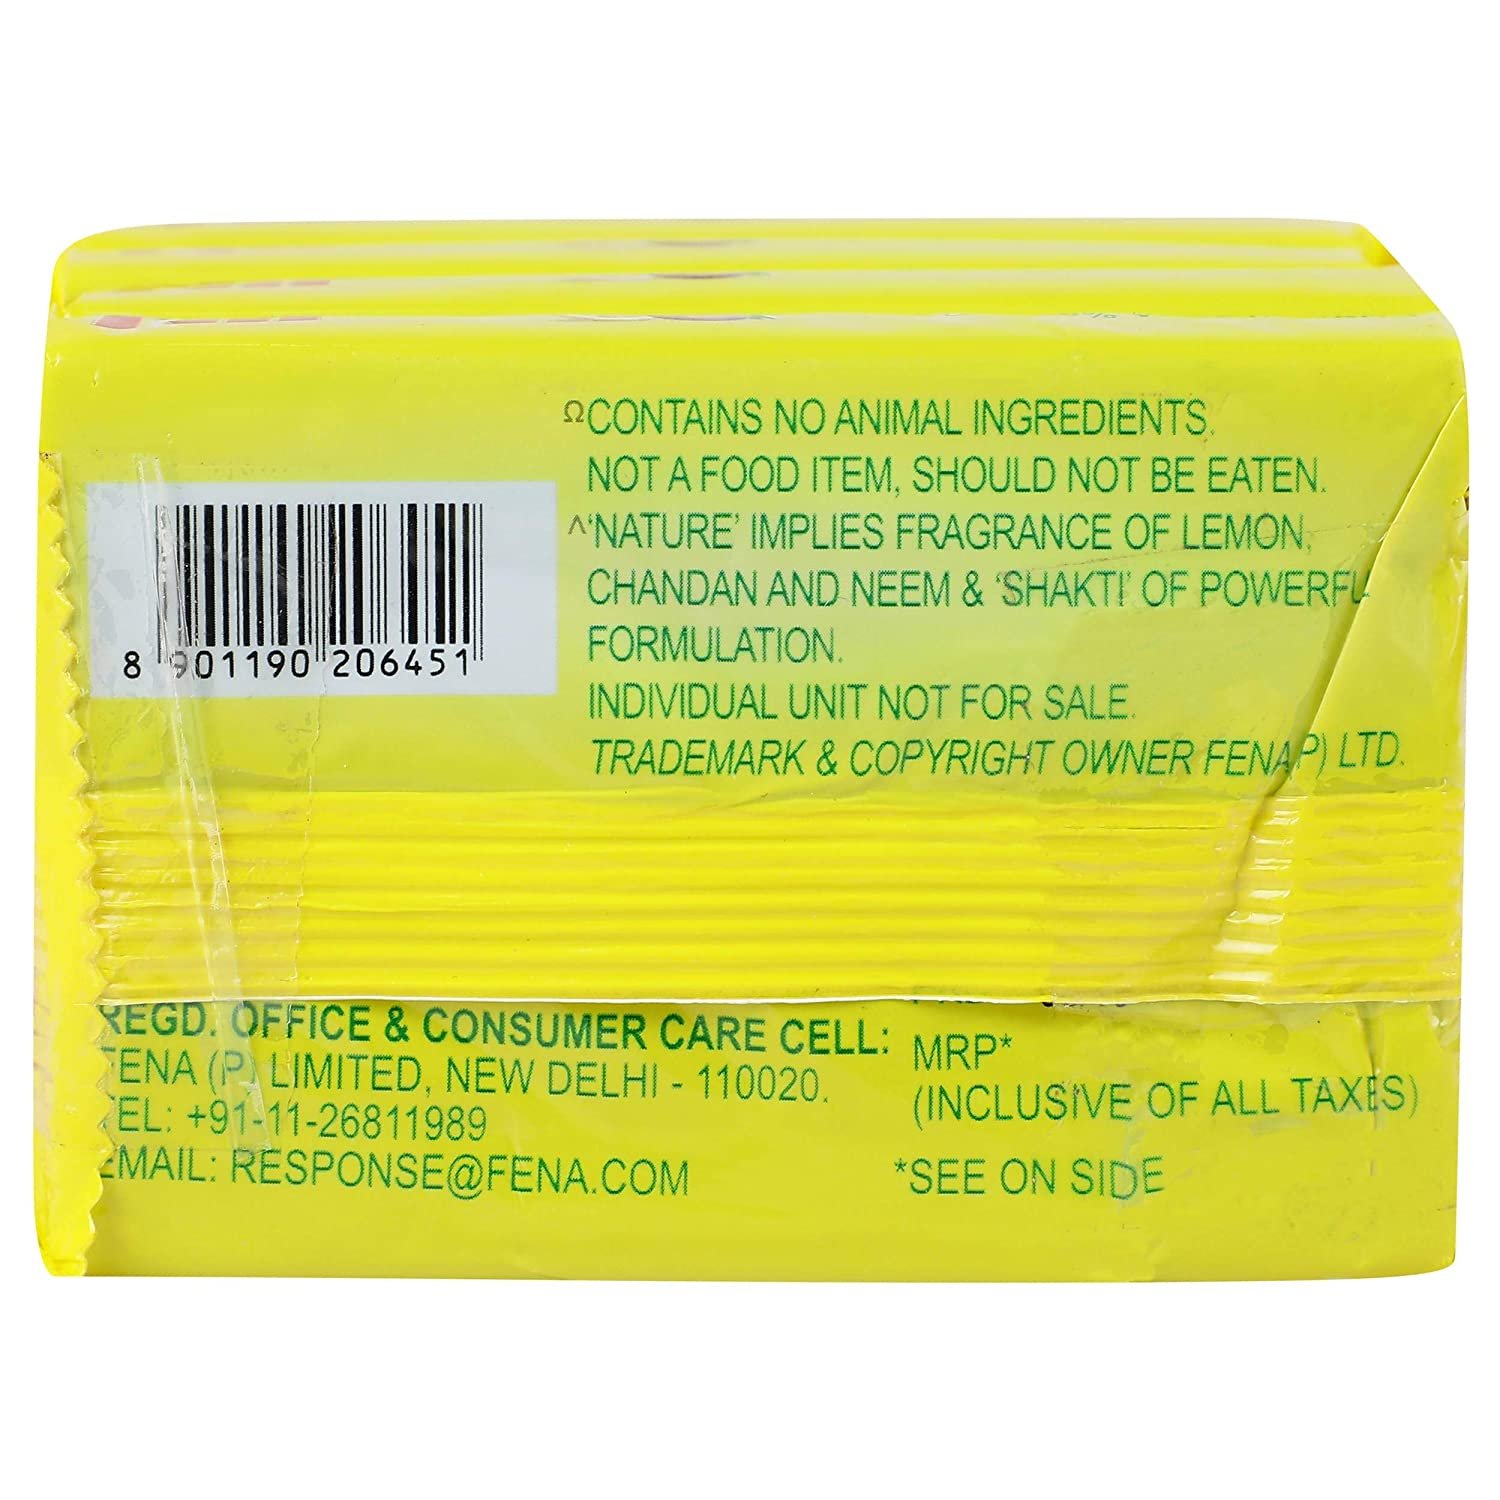 ΩCONTAINS NO ANIMAL INGREDIENTS.
NOT A FOOD ITEM, SHOULD NOT BE EATEN.
^'NATURE' IMPLIES FRAGRANCE OF LEMON,
CHANDAN AND NEEM & 'SHAKTI' OF
FORMULATION.
INDIVIDUAL UNIT NOT FOR SALE.
TRADEMARK & COPYRIGHT OWNER FENA P) LTD.
8 901190 206451
REGD. OFFICE & CONSUMER CARE CELL:
FENA (P) LIMITED, NEW DELHI - 110020.
TEL: +91-11-26811989
EMAIL: RESPONSE@FENA.COM
MRP*
(INCLUSIVE OF ALL TAXES)
*SEE ON SIDE